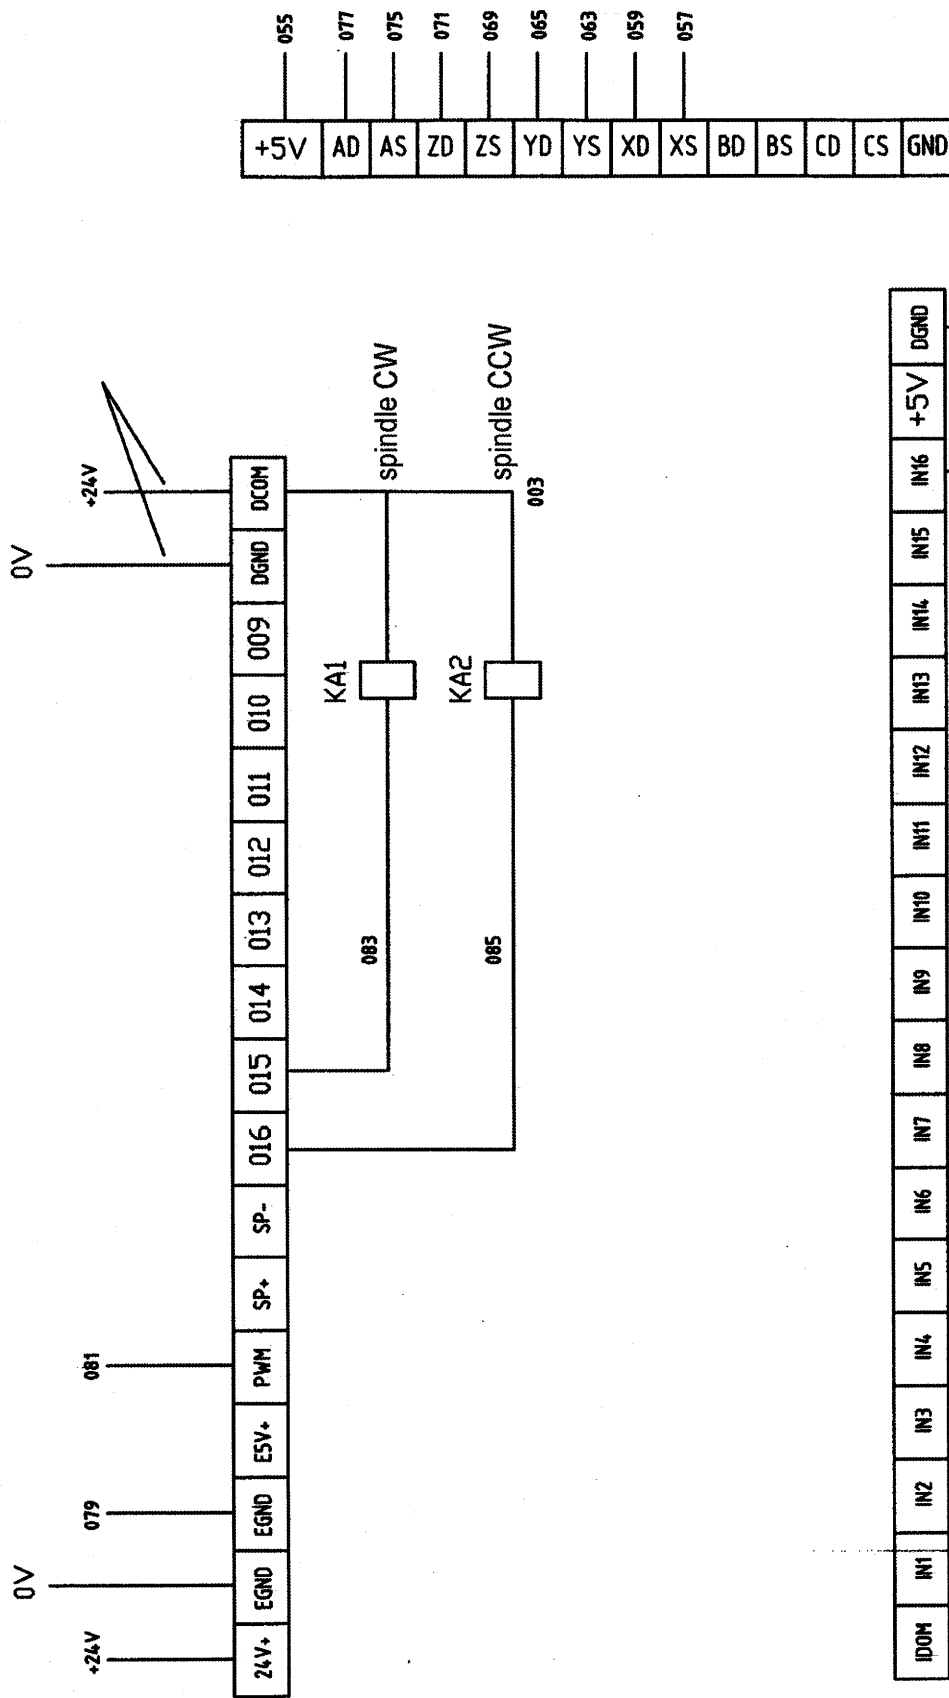 055
077
075
071
069
065
063
059
057
+5V AD AS ZD ZS YD YS XD XS BD BS CD CS GND
0V
+24V
081
079
0V
+24V
24V+ EGND EGND E5V+ PWM SP+ SP- 016 015 014 013 012 011 010 009 DGND DCOM
KA1
spindle CW
083
KA2
spindle CCW
085
003
IDOM IN1 IN2 IN3 IN4 IN5 IN6 IN7 IN8 IN9 IN10 IN11 IN12 IN13 IN14 IN15 IN16 +5V DGND